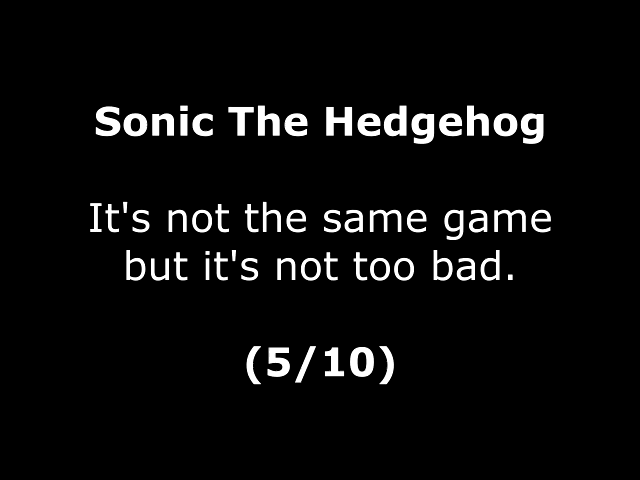 Sonic The Hedgehog
It's not the same game
but it's not too bad.
(5/10)